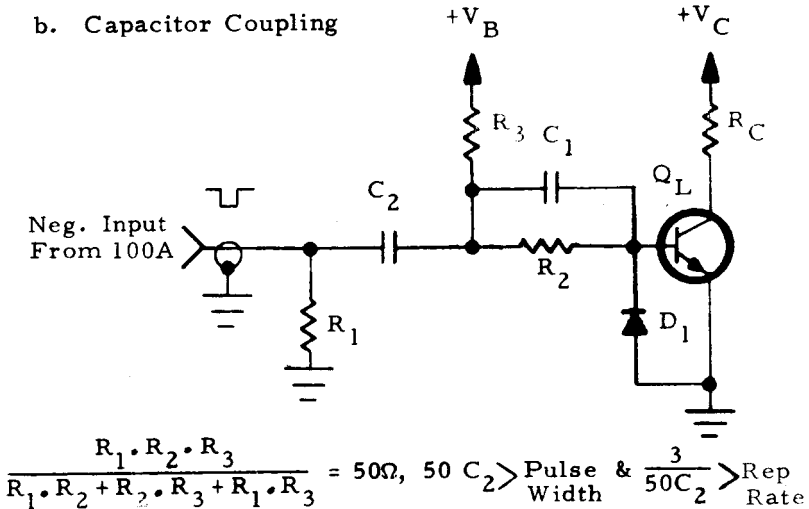 b. Capacitor Coupling
+V_B
+V_C
R_3
C_1
R_C
C_2
Q_L
Neg. Input
From 100A
R_2
R_1
D_1
R_1 . R_2 . R_3
R_1 . R_2 + R_2 . R_3 + R_1 . R_3
= 50Ω, 50 C_2 > Pulse Width & 3 / 50C_2 > Rep Rate